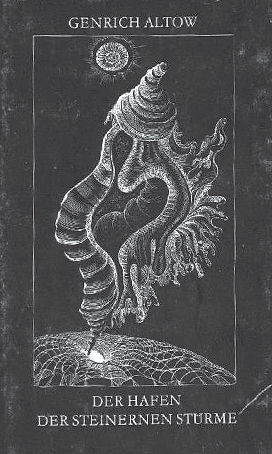 GENRICH ALTOW
DER HAFEN
DER STEINERNEN STÜRME